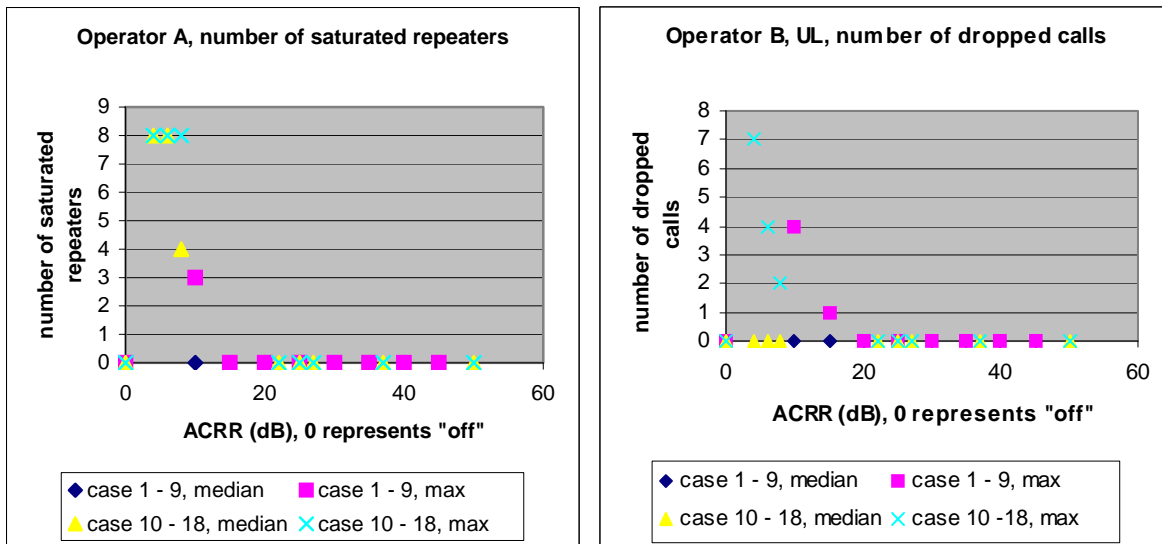 Operator A, number of saturated repeaters
number of saturated
repeaters
9
8
7
6
5
4
3
2
1
0
0 20 40 60
ACRR (dB), 0 represents "off"
case 1 - 9, median case 1 - 9, max
case 10 - 18, median case 10 - 18, max
Operator B, UL, number of dropped calls
number of dropped
calls
8
7
6
5
4
3
2
1
0
0 20 40 60
ACRR (dB), 0 represents "off"
case 1 - 9, median case 1 - 9, max
case 10 - 18, median case 10 -18, max